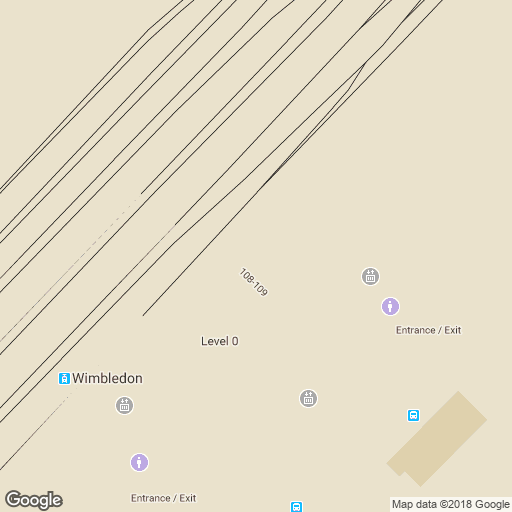 108-109
Entrance / Exit
Level 0
Wimbledon
Entrance / Exit
Google
Map data ©2018 Google